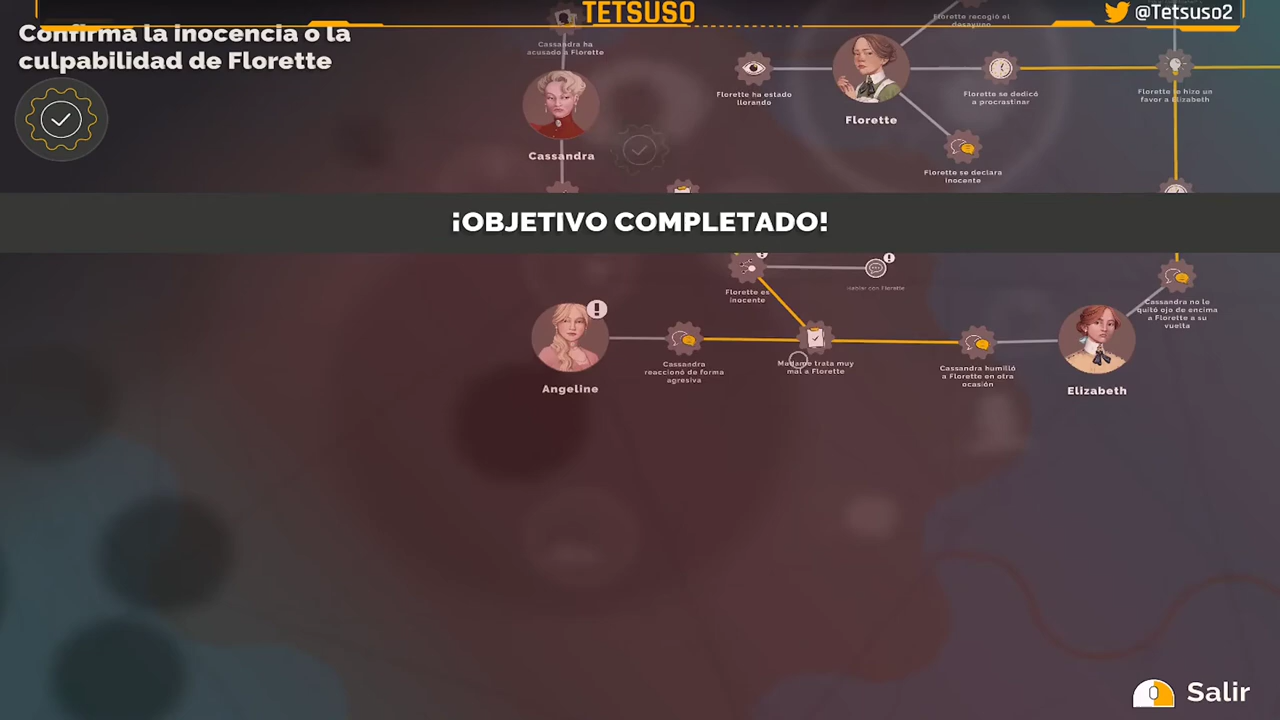 TETSUSO
@Tetsuso2
Confirma la inocencia o la
culpabilidad de Florette
Florette recogió el
desayuno
Cassandra ha
acusado a Florette
Florette ha estado
llorando
Florette se dedicó
a procrastinar
Florette le hizo un
favor a Elizabeth
Florette
Cassandra
Florette se declara
inocente
¡OBJETIVO COMPLETADO!
Florette es
inocente
Hablar con Florette
Cassandra no le
quitó ojo de encima
a Florette a su
vuelta
Cassandra
reaccionó de forma
agresiva
Madame trata muy
mal a Florette
Cassandra humilló
a Florette en otra
ocasión
Angeline
Elizabeth
Salir